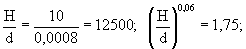 H/d = 10/0,0008 = 12500; (H/d)^0,06 = 1,75;